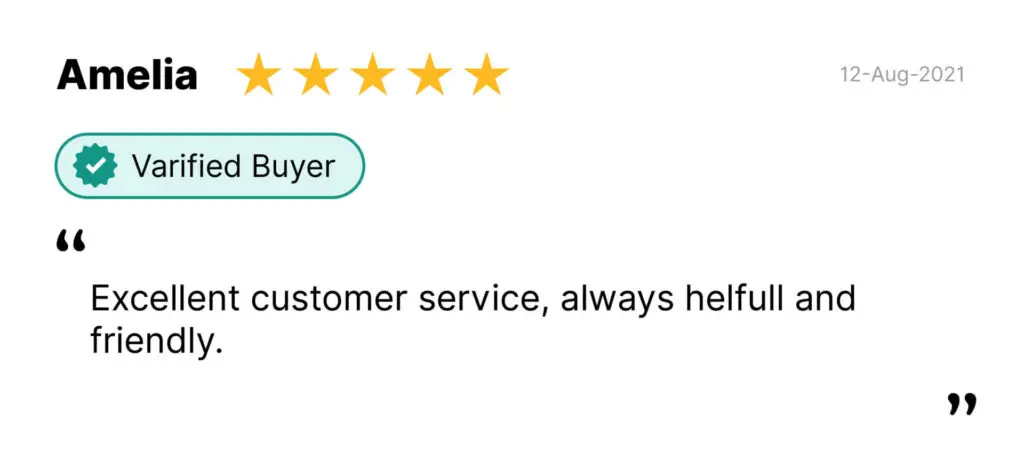 Amelia 12-Aug-2021
Varified Buyer
“
Excellent customer service, always helfull and
friendly.
”